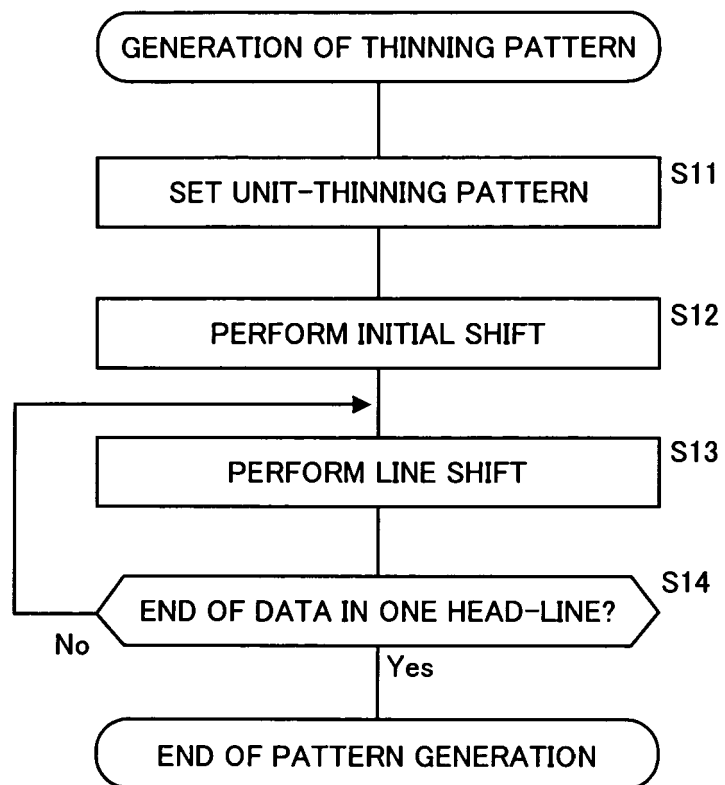 GENERATION OF THINNING PATTERN
S11
SET UNIT-THINNING PATTERN
S12
PERFORM INITIAL SHIFT
S13
PERFORM LINE SHIFT
S14
END OF DATA IN ONE HEAD-LINE?
No
Yes
END OF PATTERN GENERATION